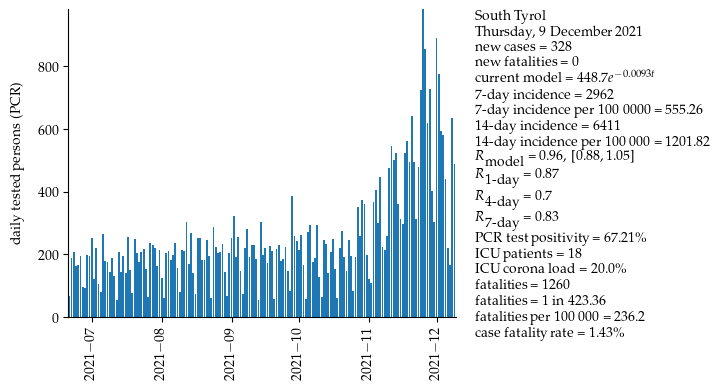 South Tyrol
Thursday, 9 December 2021
new cases = 328
new fatalities = 0
current model = 448.7e^{-0.0093t}
7-day incidence = 2962
7-day incidence per 100 0000 = 555.26
14-day incidence = 6411
14-day incidence per 100 000 = 1201.82
R_model = 0.96, [0.88, 1.05]
R_1-day = 0.87
R_4-day = 0.7
R_7-day = 0.83
PCR test positivity = 67.21%
ICU patients = 18
ICU corona load = 20.0%
fatalities = 1260
fatalities = 1 in 423.36
fatalities per 100 000 = 236.2
case fatality rate = 1.43%
daily tested persons (PCR)
800
600
400
200
0
2021−07
2021−08
2021−09
2021−10
2021−11
2021−12